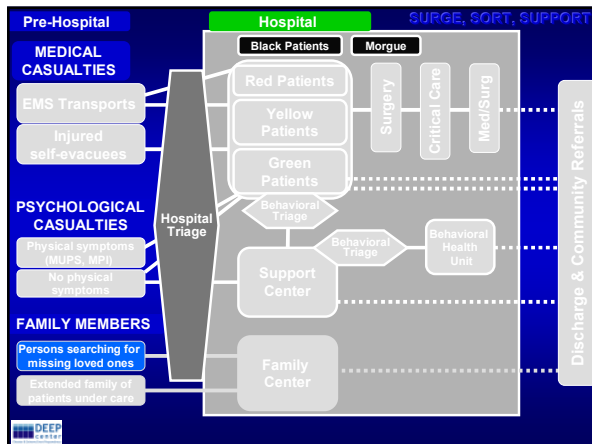 Pre-Hospital
Hospital
SURGE, SORT, SUPPORT
Black Patients
Morgue
MEDICAL
CASUALTIES
EMS Transports
Injured
self-evacuees
Red Patients
Yellow
Patients
Green
Patients
Surgery
Critical Care
Med/Surg
Hospital
Triage
Behavioral
Triage
PSYCHOLOGICAL
CASUALTIES
Physical symptoms
(MUPS, MPI)
No physical
symptoms
Support
Center
Behavioral
Triage
Behavioral
Health
Unit
Discharge & Community Referrals
FAMILY MEMBERS
Persons searching for
missing loved ones
Extended family of
patients under care
Family
Center
DEEP
center